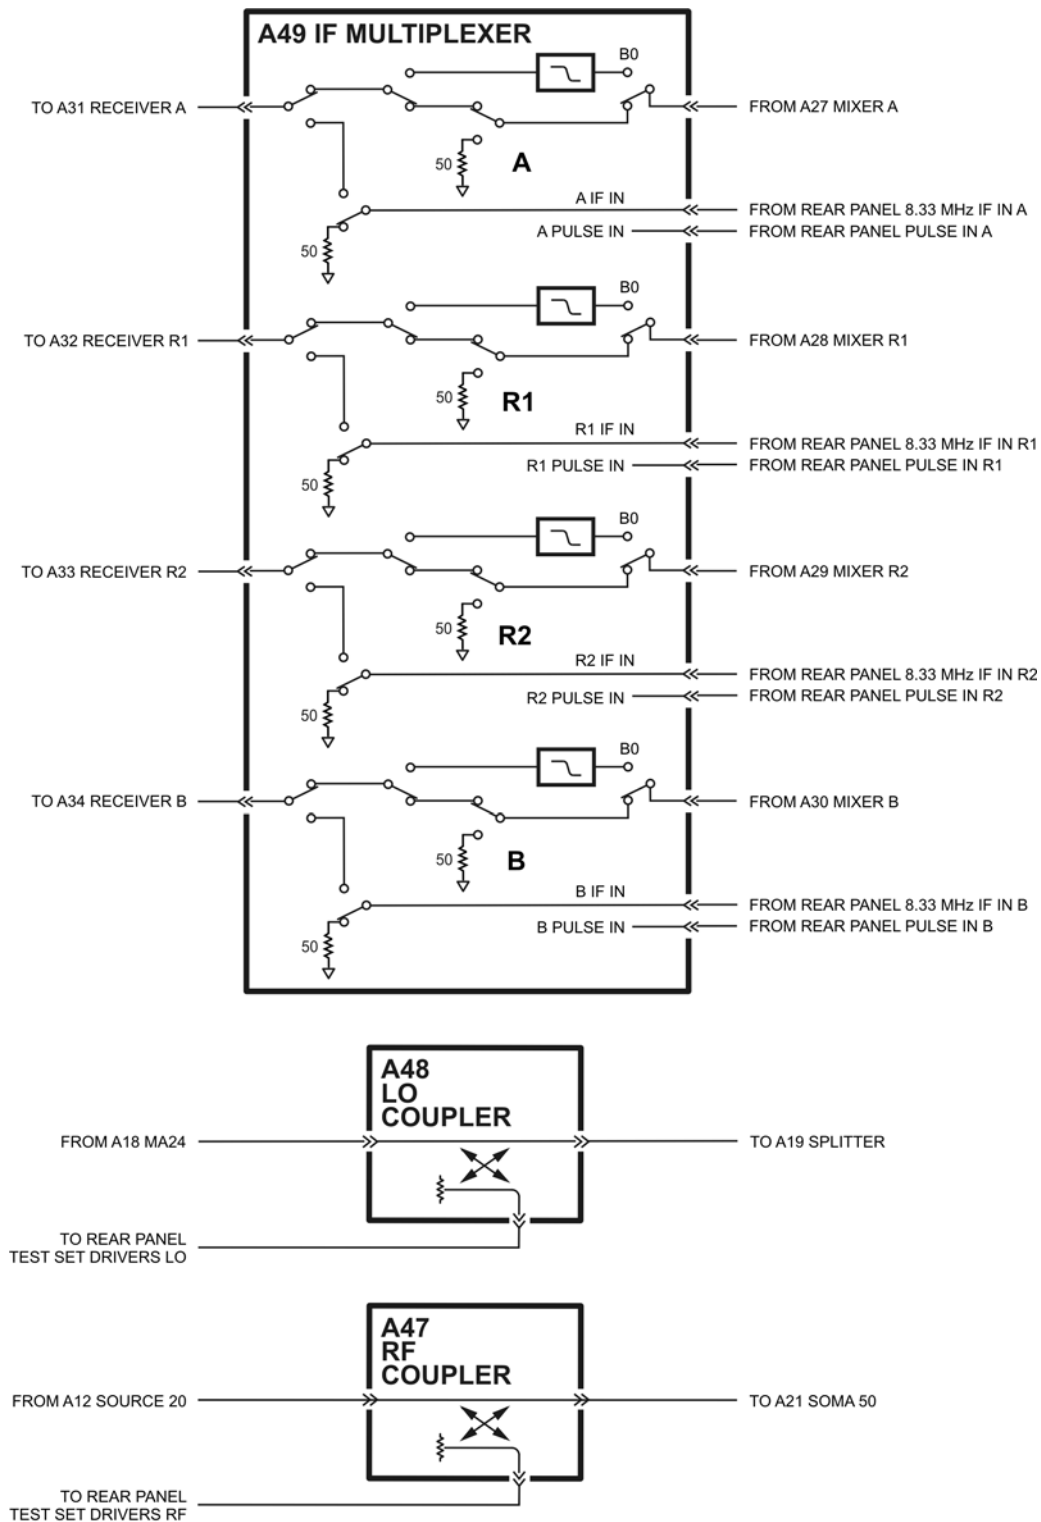 A49 IF MULTIPLEXER
B0
TO A31 RECEIVER A
FROM A27 MIXER A
50
A
A IF IN
FROM REAR PANEL 8.33 MHz IF IN A
A PULSE IN
FROM REAR PANEL PULSE IN A
50
B0
TO A32 RECEIVER R1
FROM A28 MIXER R1
50
R1
R1 IF IN
FROM REAR PANEL 8.33 MHz IF IN R1
R1 PULSE IN
FROM REAR PANEL PULSE IN R1
50
B0
TO A33 RECEIVER R2
FROM A29 MIXER R2
50
R2
R2 IF IN
FROM REAR PANEL 8.33 MHz IF IN R2
R2 PULSE IN
FROM REAR PANEL PULSE IN R2
50
B0
TO A34 RECEIVER B
FROM A30 MIXER B
50
B
B IF IN
FROM REAR PANEL 8.33 MHz IF IN B
B PULSE IN
FROM REAR PANEL PULSE IN B
50
A48
LO
COUPLER
FROM A18 MA24
TO A19 SPLITTER
TO REAR PANEL
TEST SET DRIVERS LO
A47
RF
COUPLER
FROM A12 SOURCE 20
TO A21 SOMA 50
TO REAR PANEL
TEST SET DRIVERS RF